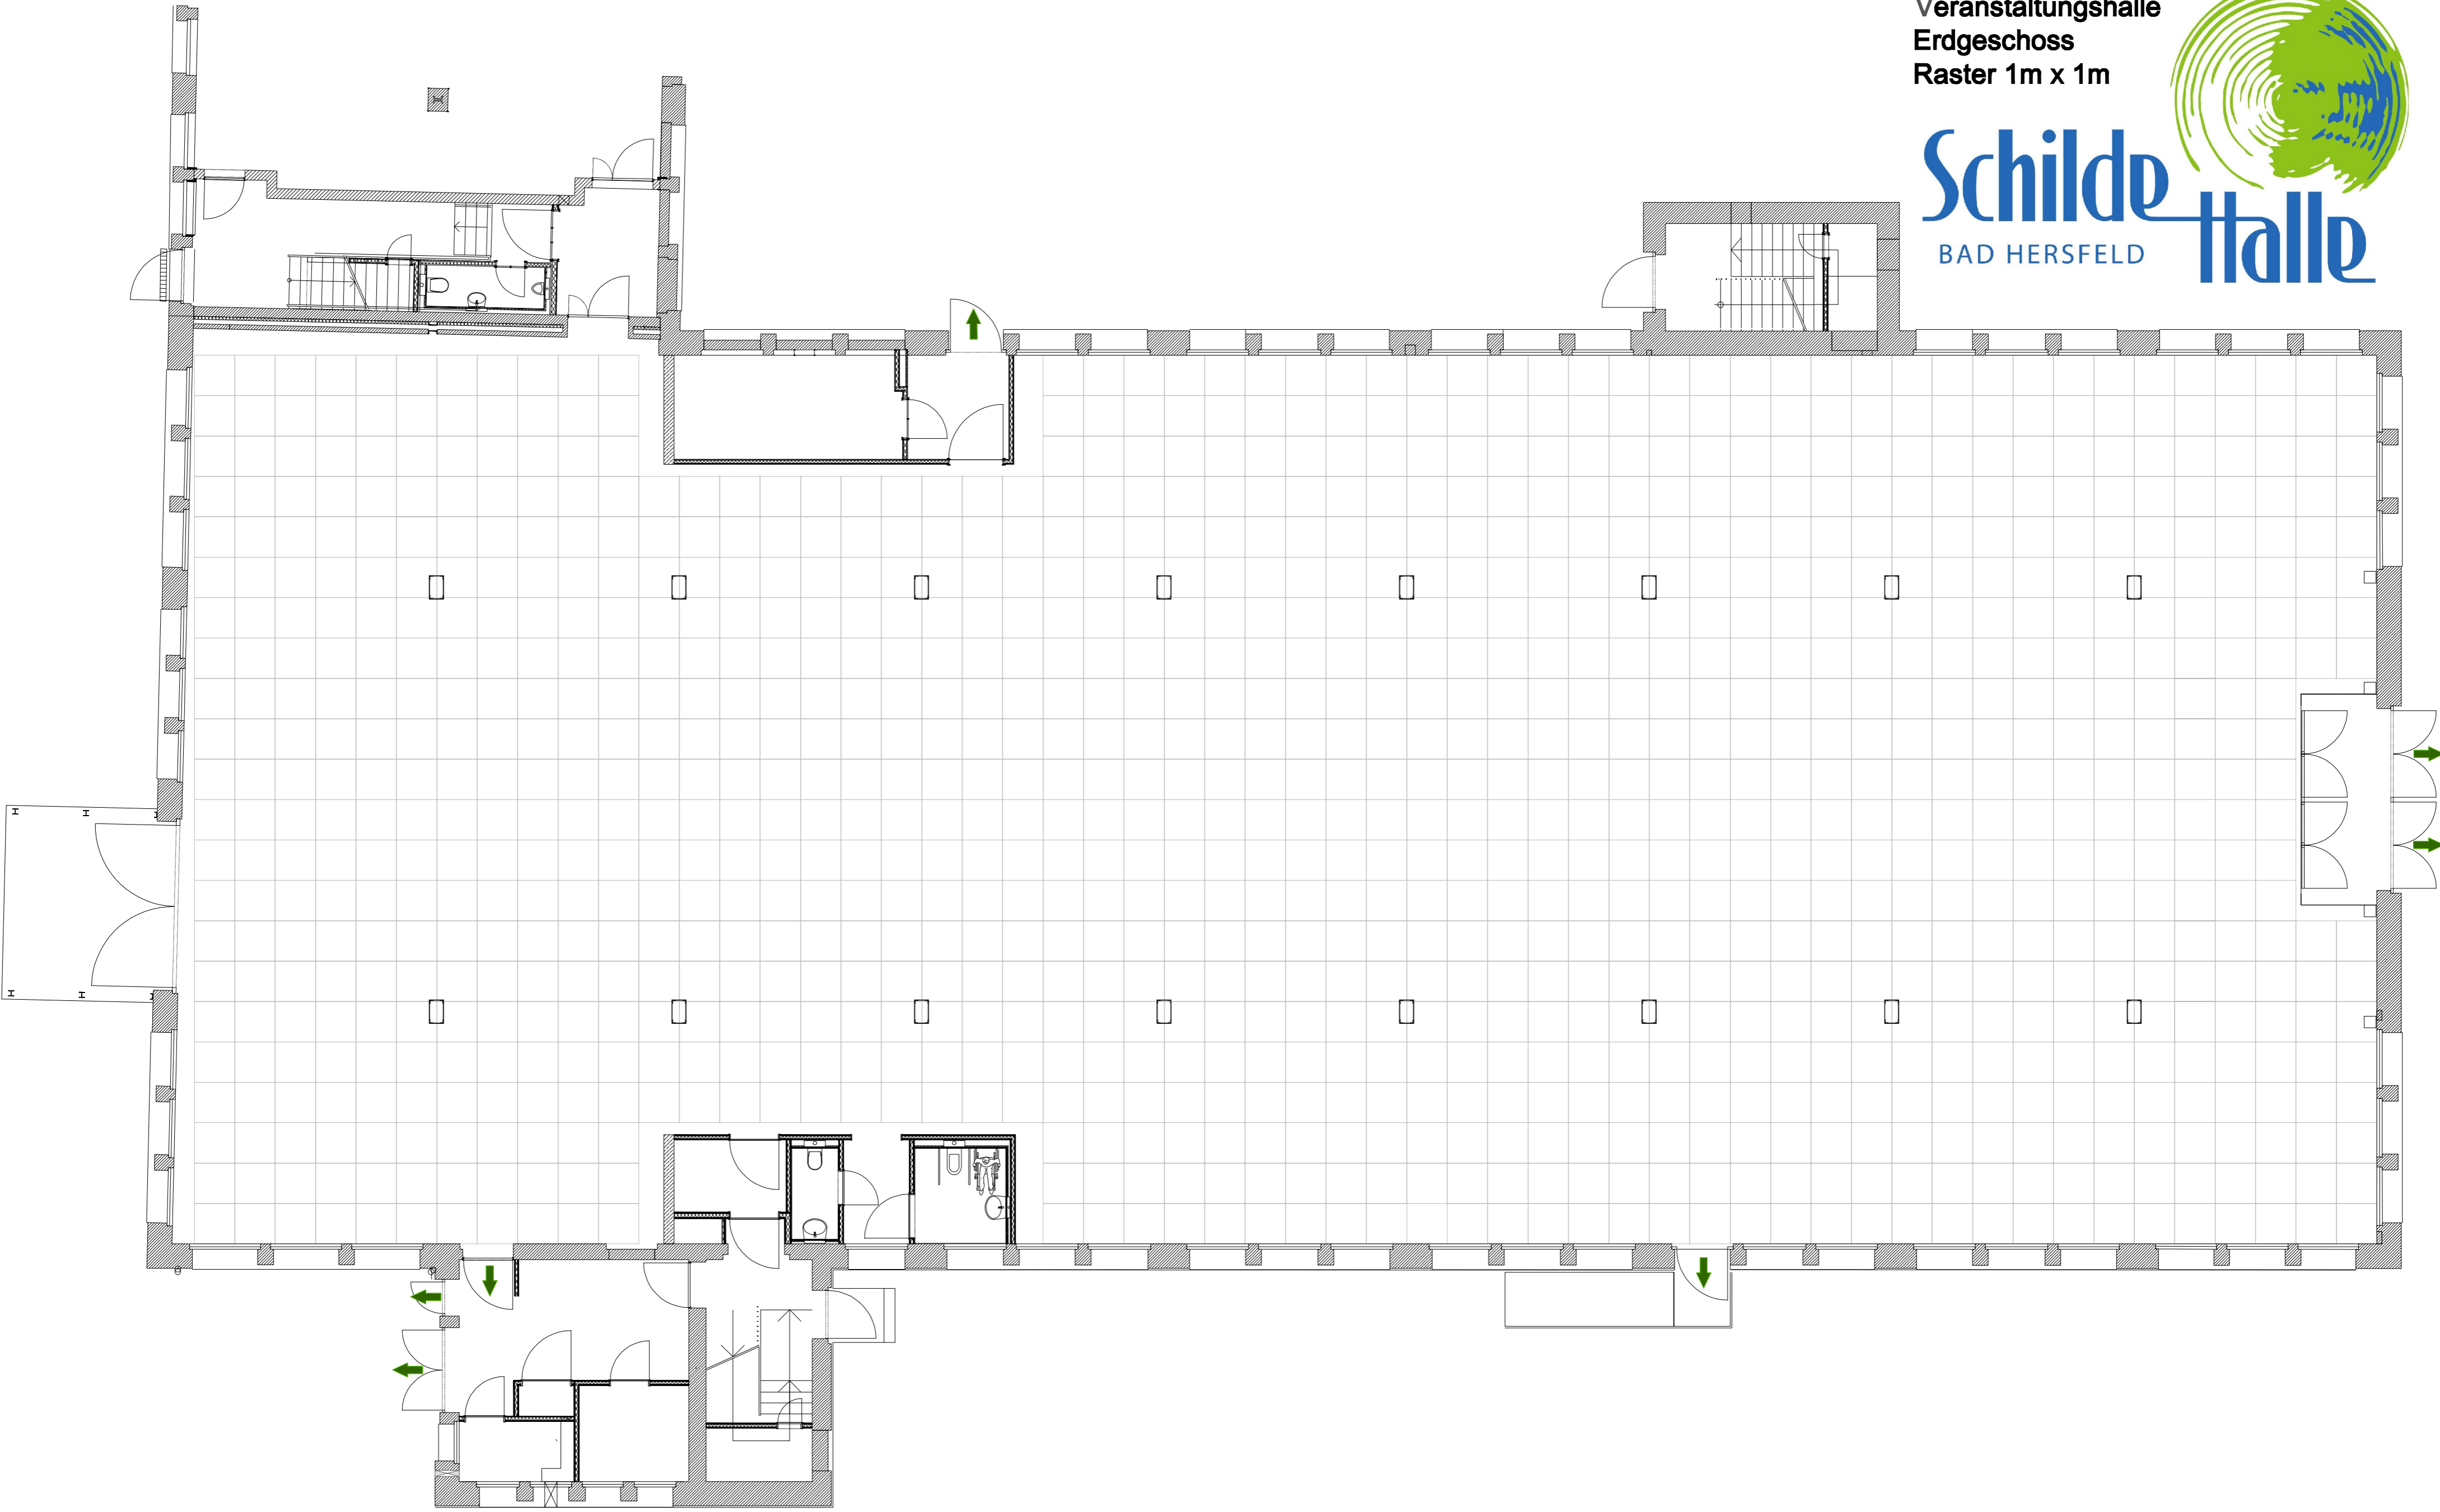 Veranstaltungshalle
Erdgeschoss
Raster 1m x 1m
Schilde
Halle
BAD HERSFELD